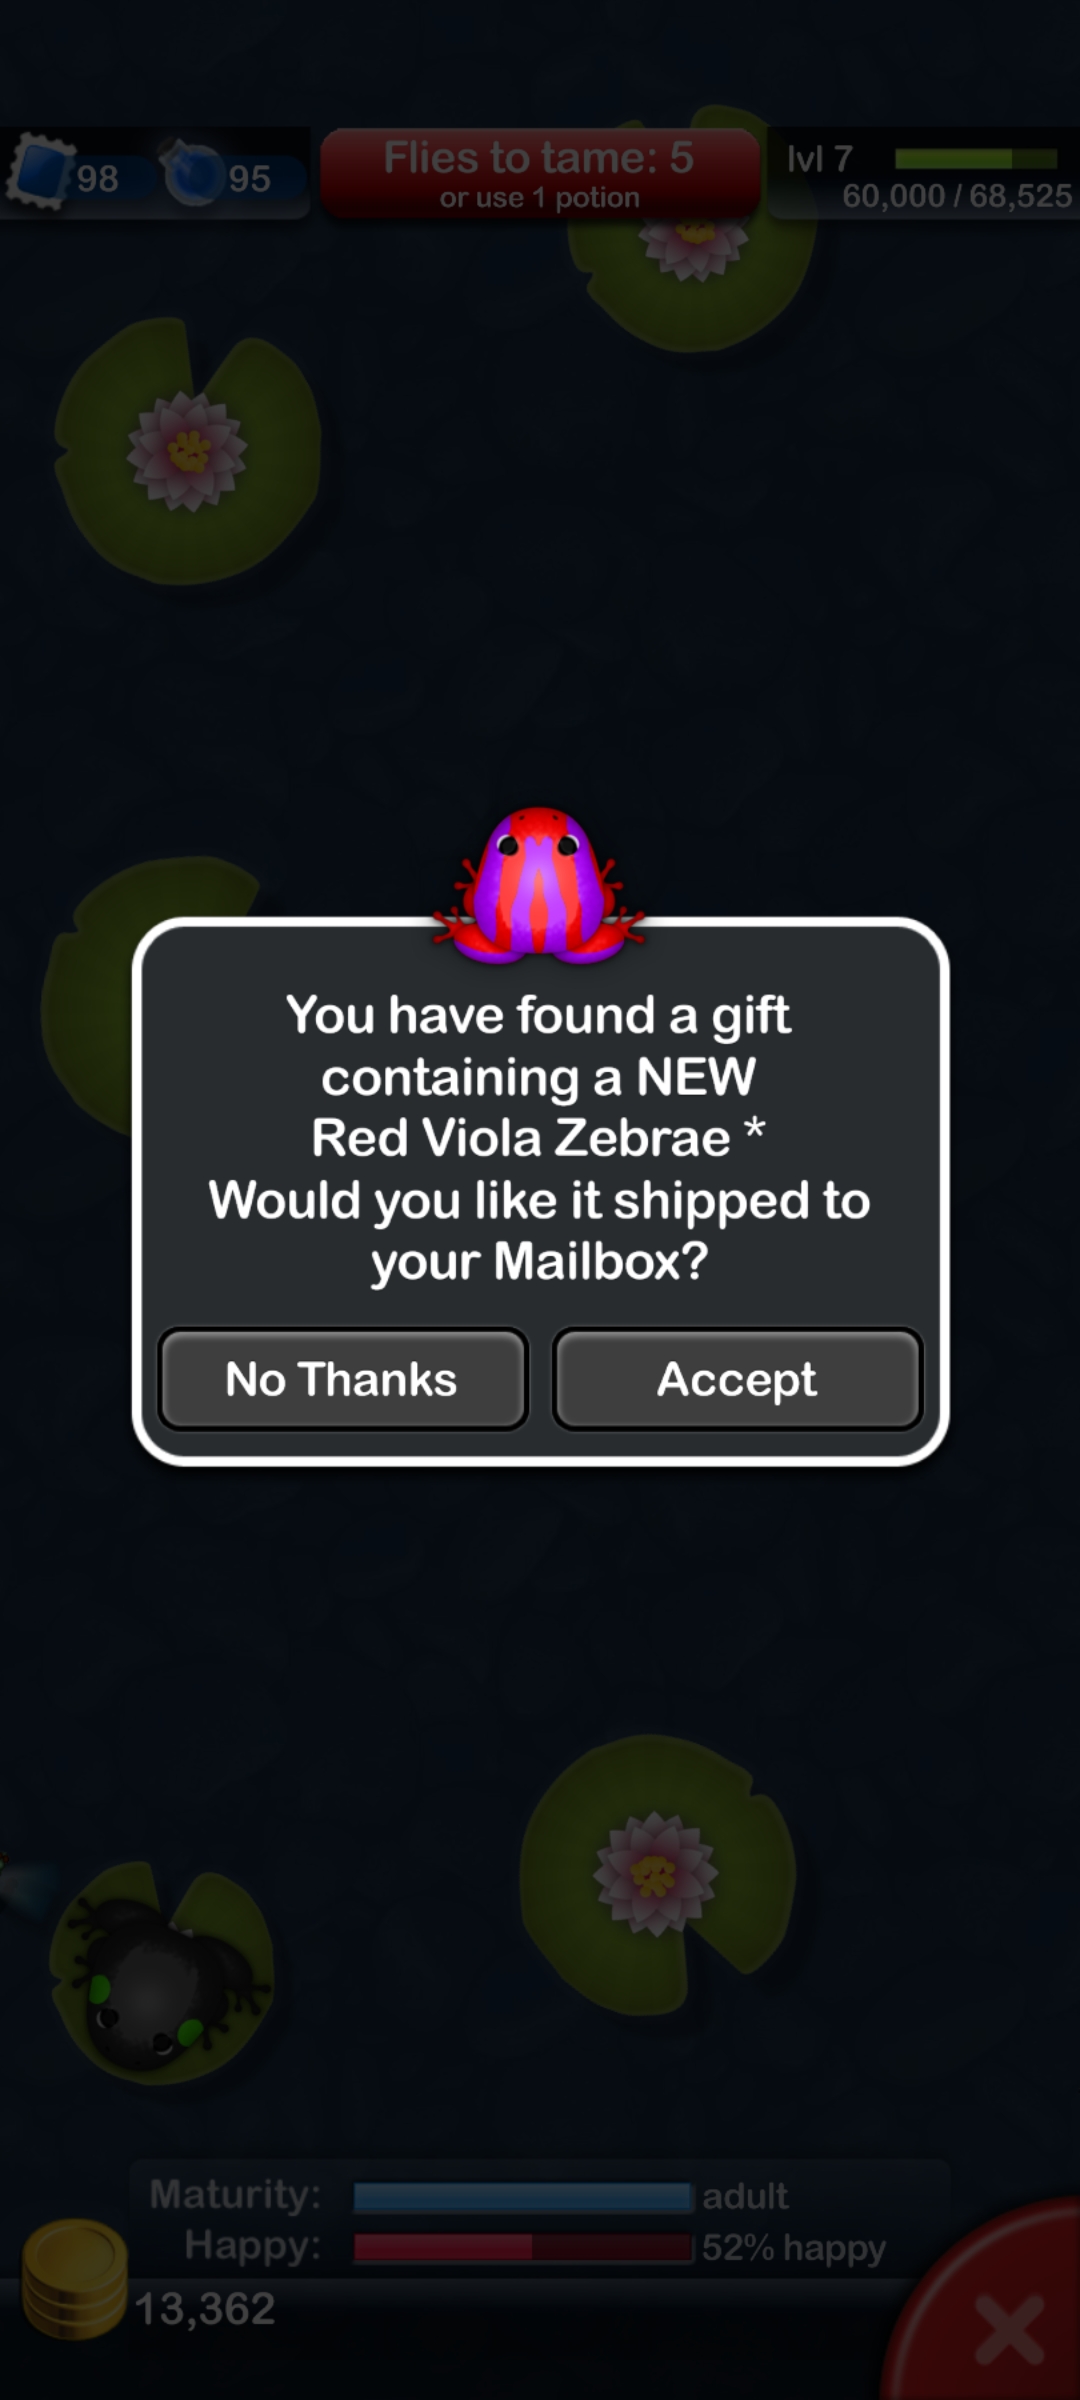 98
95
Flies to tame: 5
or use 1 potion
lvl 7
60,000 / 68,525
You have found a gift
containing a NEW
Red Viola Zebrae *
Would you like it shipped to
your Mailbox?
No Thanks
Accept
Maturity:
adult
Happy:
52% happy
13,362